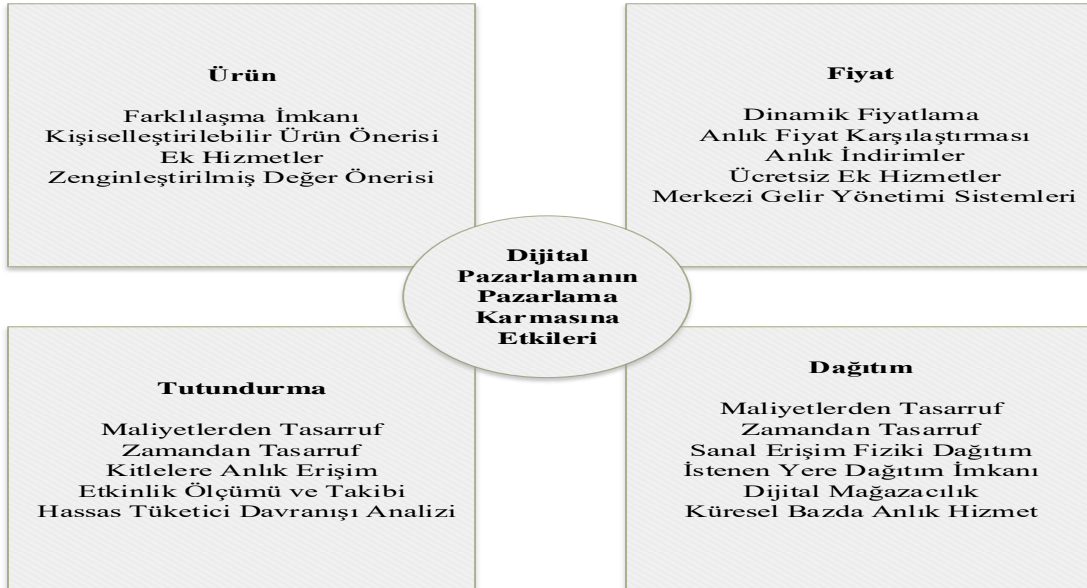 Ürün
Farklılaşma İmkanı
Kişiselleştirilebilir Ürün Önerisi
Ek Hizmetler
Zenginleştirilmiş Değer Önerisi
Fiyat
Dinamik Fiyatlama
Anlık Fiyat Karşılaştırması
Anlık İndirimler
Ücretsiz Ek Hizmetler
Merkezi Gelir Yönetimi Sistemleri
Dijital
Pazarlamanın
Pazarlama
Karmasına
Etkileri
Tutundurma
Maliyetlerden Tasarruf
Zamandan Tasarruf
Kitlelere Anlık Erişim
Etkinlik Ölçümü ve Takibi
Hassas Tüketici Davranışı Analizi
Dağıtım
Maliyetlerden Tasarruf
Zamandan Tasarruf
Sanal Erişim Fiziki Dağıtım
İstenen Yere Dağıtım İmkanı
Dijital Mağazacılık
Küresel Bazda Anlık Hizmet